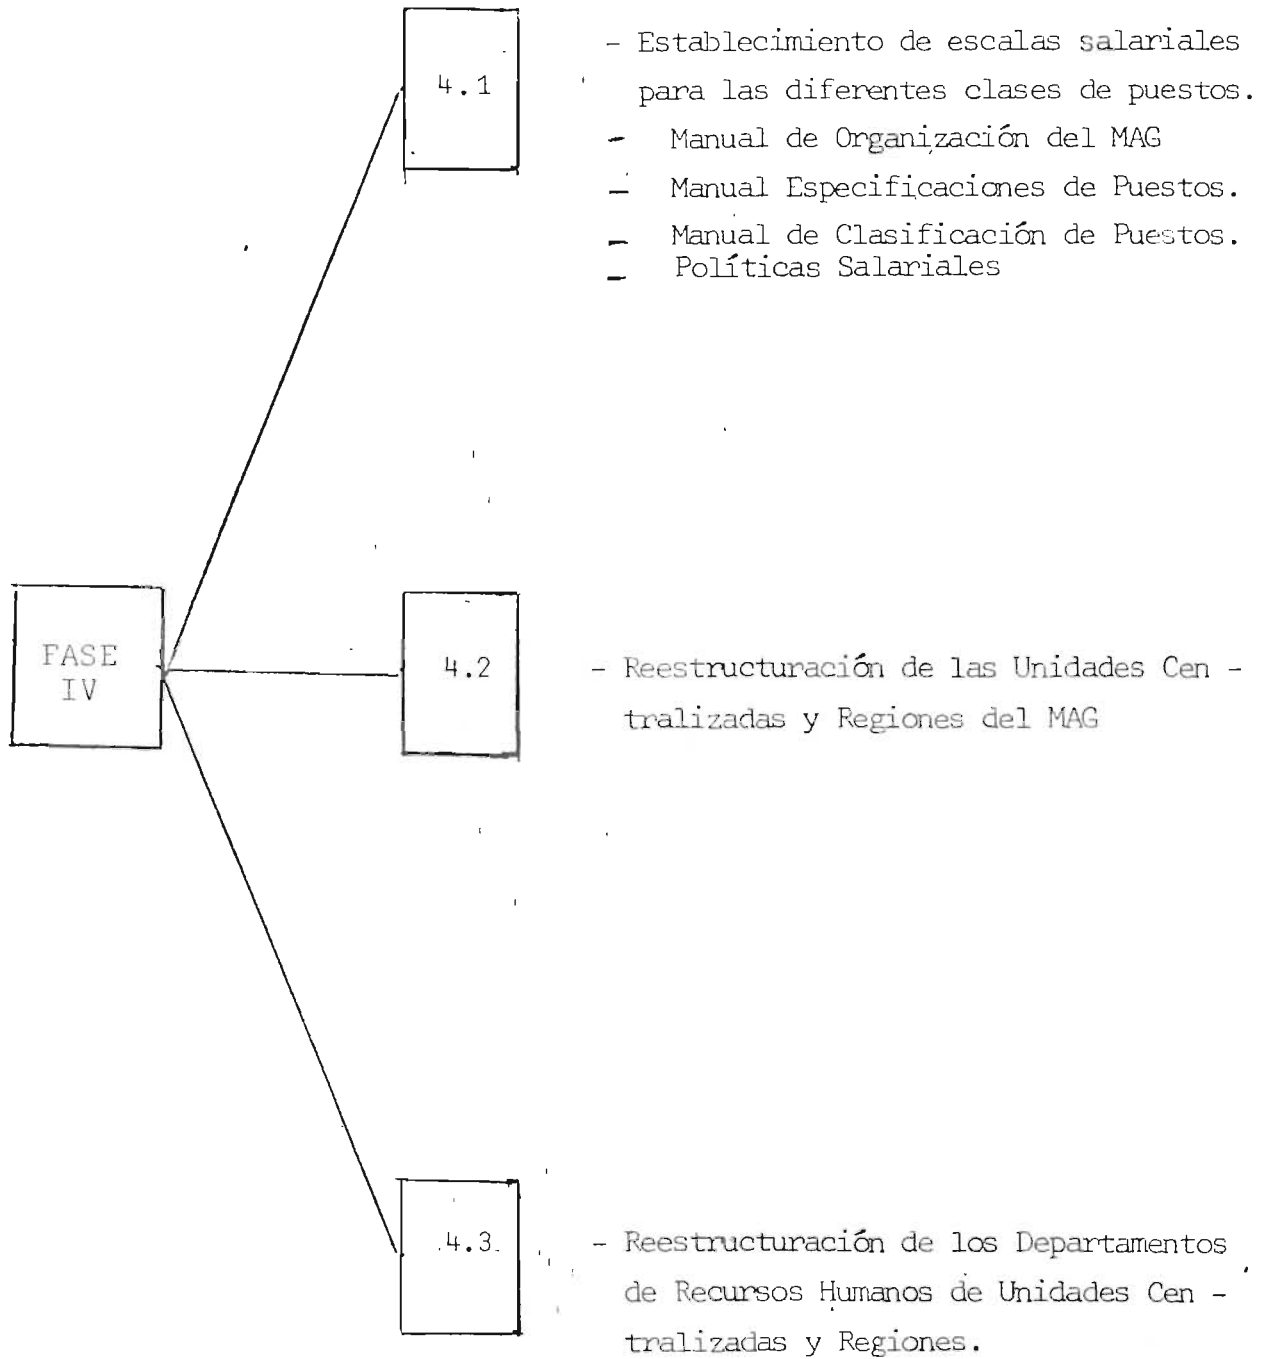 4.1
- Establecimiento de escalas salariales
para las diferentes clases de puestos.
- Manual de Organización del MAG
- Manual Especificaciones de Puestos.
- Manual de Clasificación de Puestos.
- Políticas Salariales
FASE
IV
4.2
- Reestructuración de las Unidades Cen -
tralizadas y Regiones del MAG
4.3
- Reestructuración de los Departamentos
de Recursos Humanos de Unidades Cen -
tralizadas y Regiones.